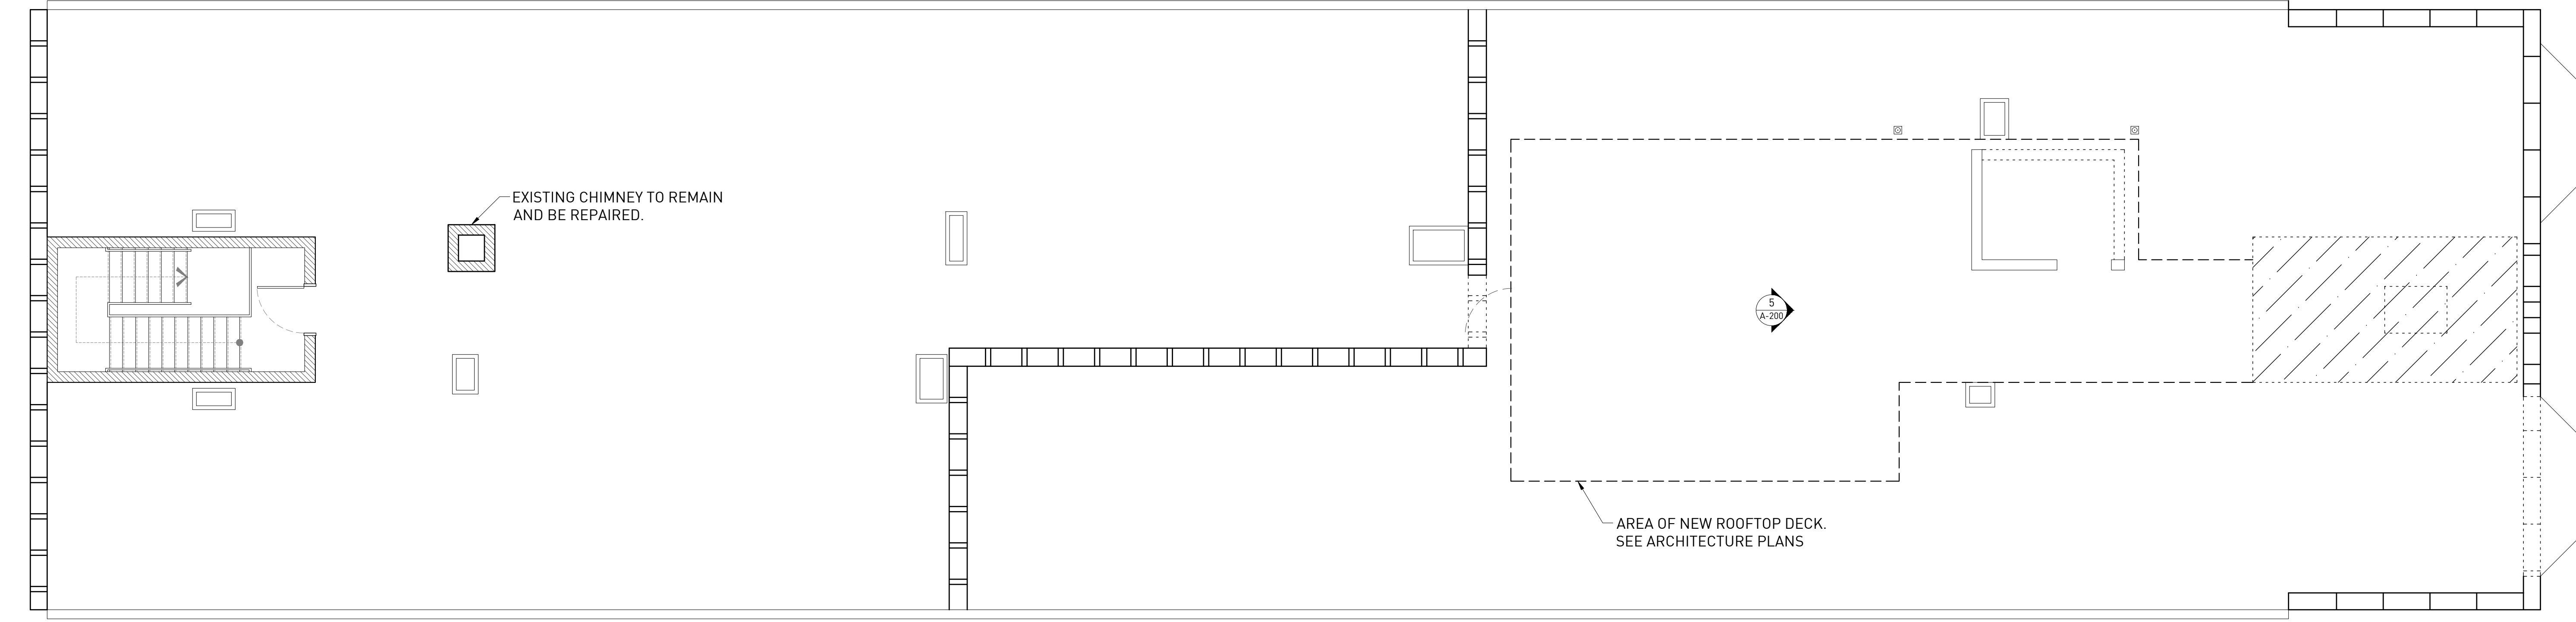 EXISTING CHIMNEY TO REMAIN
AND BE REPAIRED.
5
A-200
AREA OF NEW ROOFTOP DECK.
SEE ARCHITECTURE PLANS